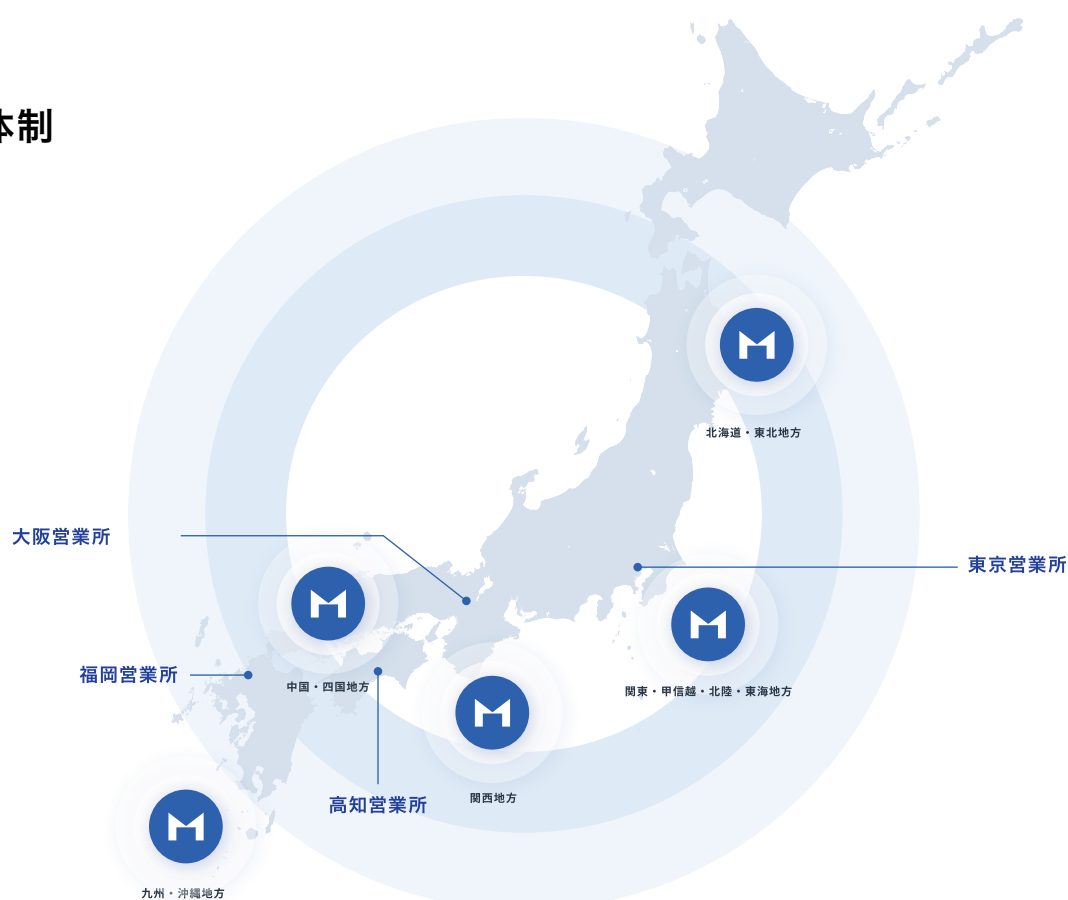 体制
北海道・東北地方
大阪営業所
東京営業所
福岡営業所
中国・四国地方
関東・甲信越・北陸・東海地方
高知営業所
関西地方
九州・沖縄地方